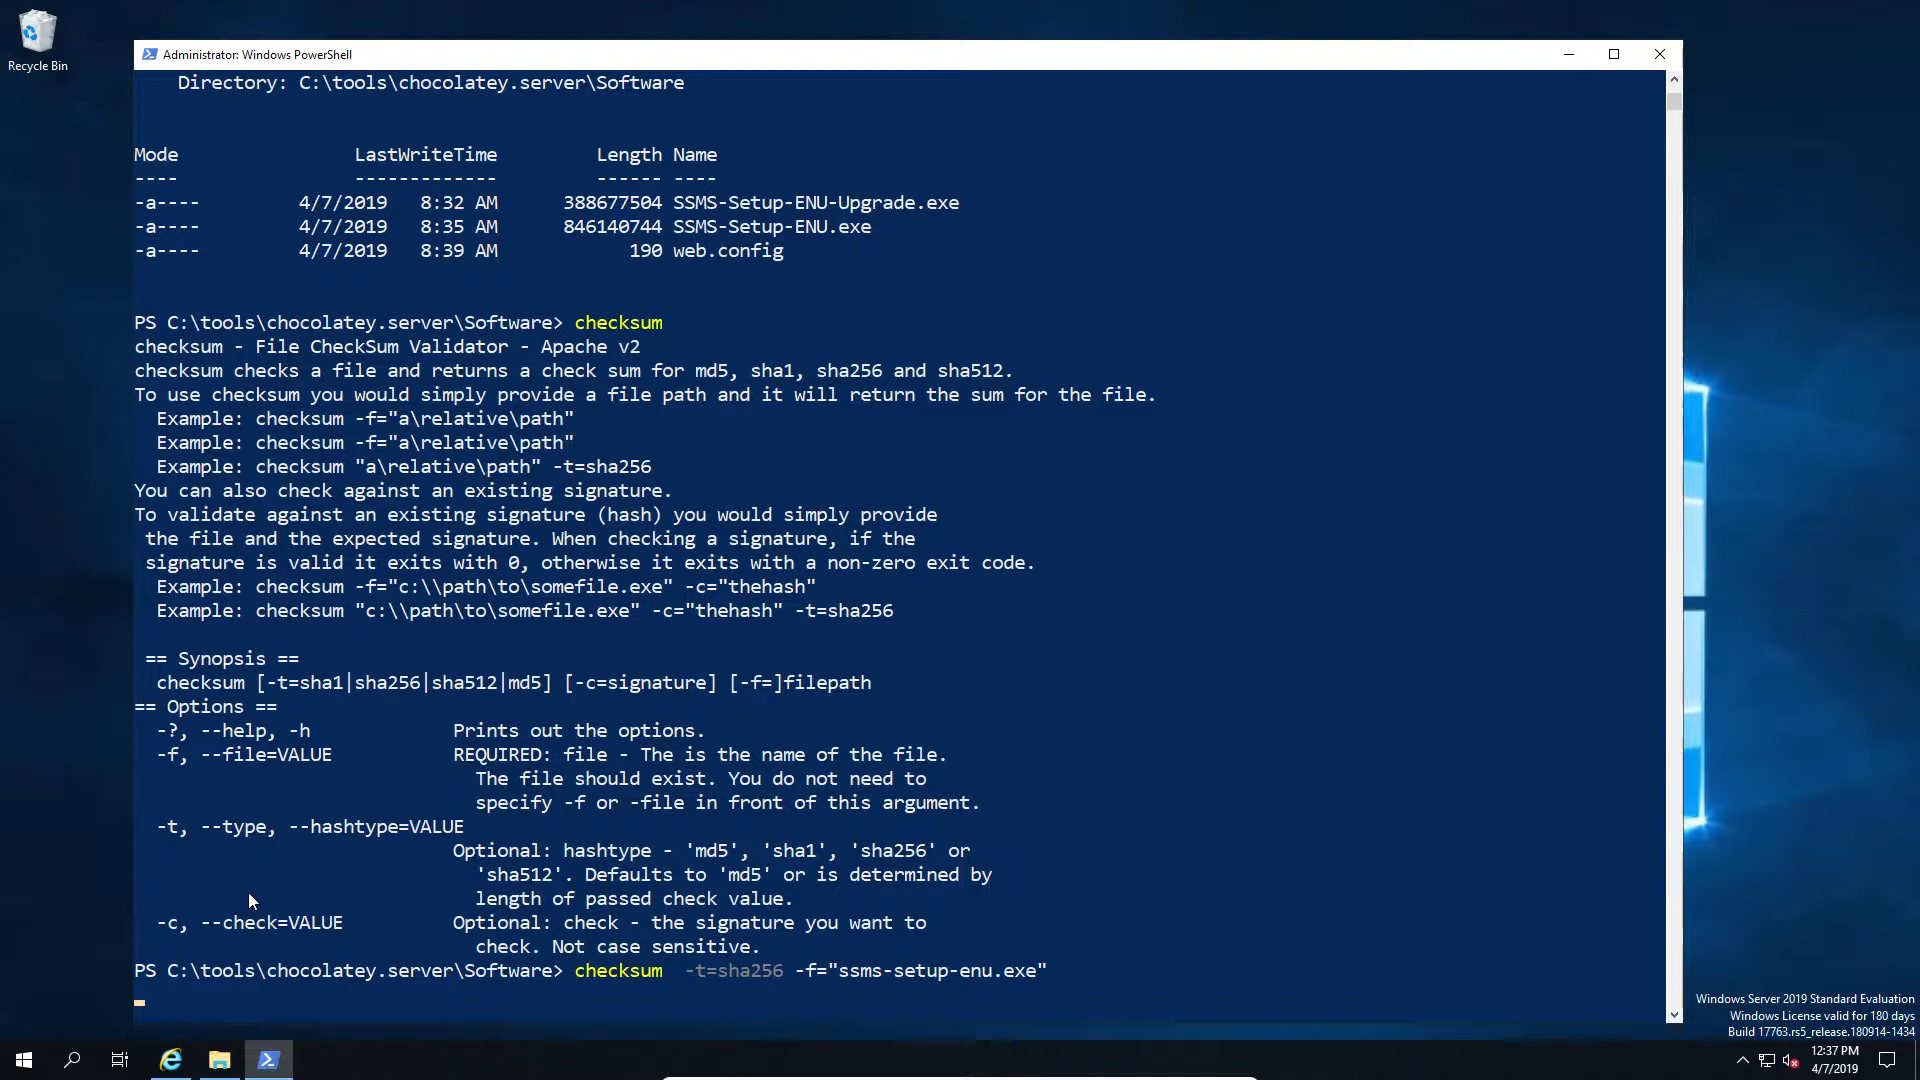 Recycle Bin
Administrator: Windows PowerShell
Directory: C:\tools\chocolatey.server\Software
Mode LastWriteTime Length Name
---- ------------- ------ ----
-a---- 4/7/2019 8:32 AM 388677504 SSMS-Setup-ENU-Upgrade.exe
-a---- 4/7/2019 8:35 AM 846140744 SSMS-Setup-ENU.exe
-a---- 4/7/2019 8:39 AM 190 web.config
PS C:\tools\chocolatey.server\Software> checksum
checksum - File CheckSum Validator - Apache v2
checksum checks a file and returns a check sum for md5, sha1, sha256 and sha512.
To use checksum you would simply provide a file path and it will return the sum for the file.
Example: checksum -f="a\relative\path"
Example: checksum -f="a\relative\path"
Example: checksum "a\relative\path" -t=sha256
You can also check against an existing signature.
To validate against an existing signature (hash) you would simply provide
the file and the expected signature. When checking a signature, if the
signature is valid it exits with 0, otherwise it exits with a non-zero exit code.
Example: checksum -f="c:\\path\to\somefile.exe" -c="thehash"
Example: checksum "c:\\path\to\somefile.exe" -c="thehash" -t=sha256
== Synopsis ==
checksum [-t=sha1|sha256|sha512|md5] [-c=signature] [-f=]filepath
== Options ==
-?, --help, -h Prints out the options.
-f, --file=VALUE REQUIRED: file - The is the name of the file.
The file should exist. You do not need to
specify -f or -file in front of this argument.
-t, --type, --hashtype=VALUE
Optional: hashtype - 'md5', 'sha1', 'sha256' or
'sha512'. Defaults to 'md5' or is determined by
length of passed check value.
-c, --check=VALUE Optional: check - the signature you want to
check. Not case sensitive.
PS C:\tools\chocolatey.server\Software> checksum -t=sha256 -f="ssms-setup-enu.exe"
Windows Server 2019 Standard Evaluation
Windows License valid for 180 days
Build 17763.rs5_release.180914-1434
12:37 PM
4/7/2019